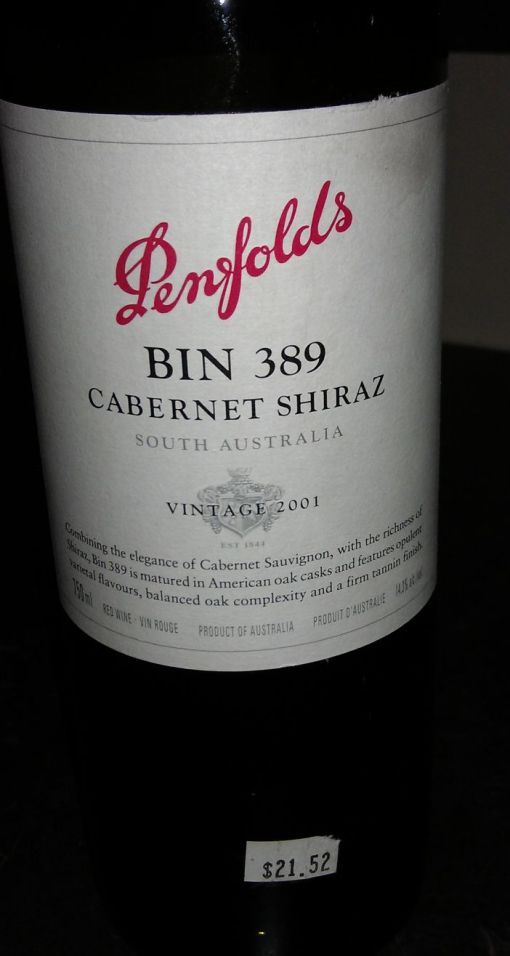 Penfolds
BIN 389
CABERNET SHIRAZ
SOUTH AUSTRALIA
VINTAGE 2001
EST 1844
Combining the elegance of Cabernet Sauvignon, with the richness of
Shiraz, Bin 389 is matured in American oak casks and features opulent
varietal flavours, balanced oak complexity and a firm tannin finish.
750ml RED WINE · VIN ROUGE PRODUCT OF AUSTRALIA PRODUIT D'AUSTRALIE
$21.52